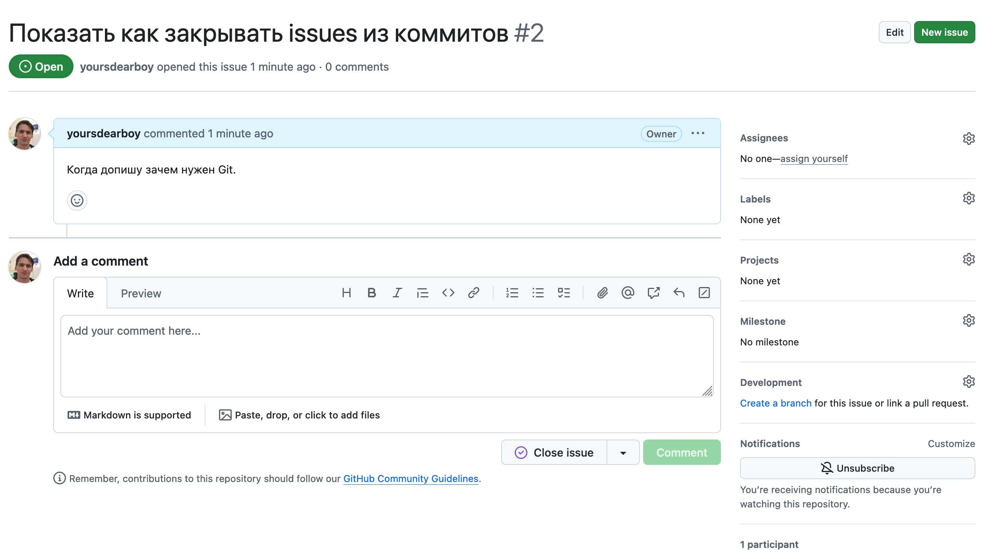 Показать как закрывать issues из коммитов #2
Edit
New issue
Open
yoursdearboy opened this issue 1 minute ago · 0 comments
yoursdearboy commented 1 minute ago
Owner
Когда допишу зачем нужен Git.
Add a comment
Write
Preview
Add your comment here...
Markdown is supported
Paste, drop, or click to add files
Close issue
Comment
Remember, contributions to this repository should follow our GitHub Community Guidelines.
Assignees
No one—assign yourself
Labels
None yet
Projects
None yet
Milestone
No milestone
Development
Create a branch for this issue or link a pull request.
Notifications
Customize
Unsubscribe
You’re receiving notifications because you’re
watching this repository.
1 participant